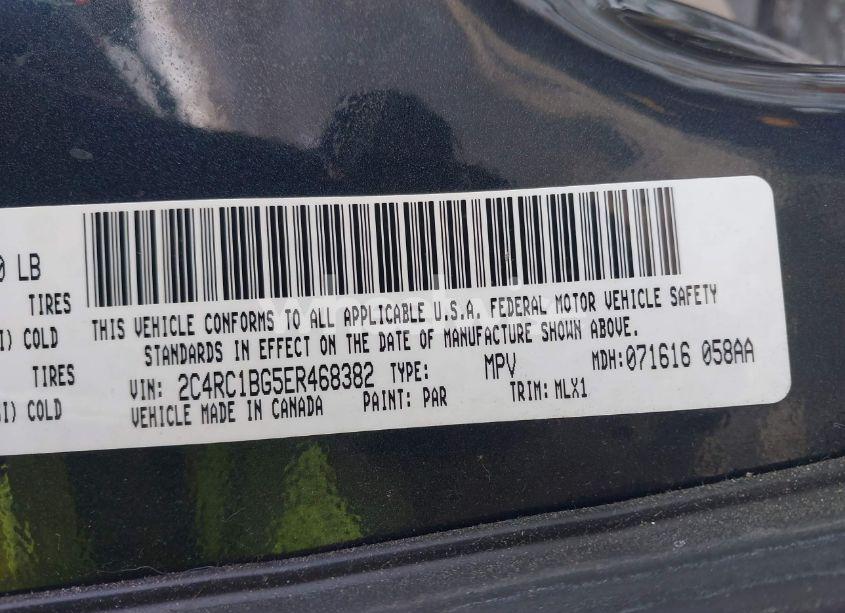 0 LB
TIRES
I) COLD
TIRES
SI) COLD
THIS VEHICLE CONFORMS TO ALL APPLICABLE U.S.A. FEDERAL MOTOR VEHICLE SAFETY
STANDARDS IN EFFECT ON THE DATE OF MANUFACTURE SHOWN ABOVE.
VIN: 2C4RC1BG5ER468382 TYPE: MPV MDH:071616 058AA
VEHICLE MADE IN CANADA PAINT: PAR TRIM: MLX1